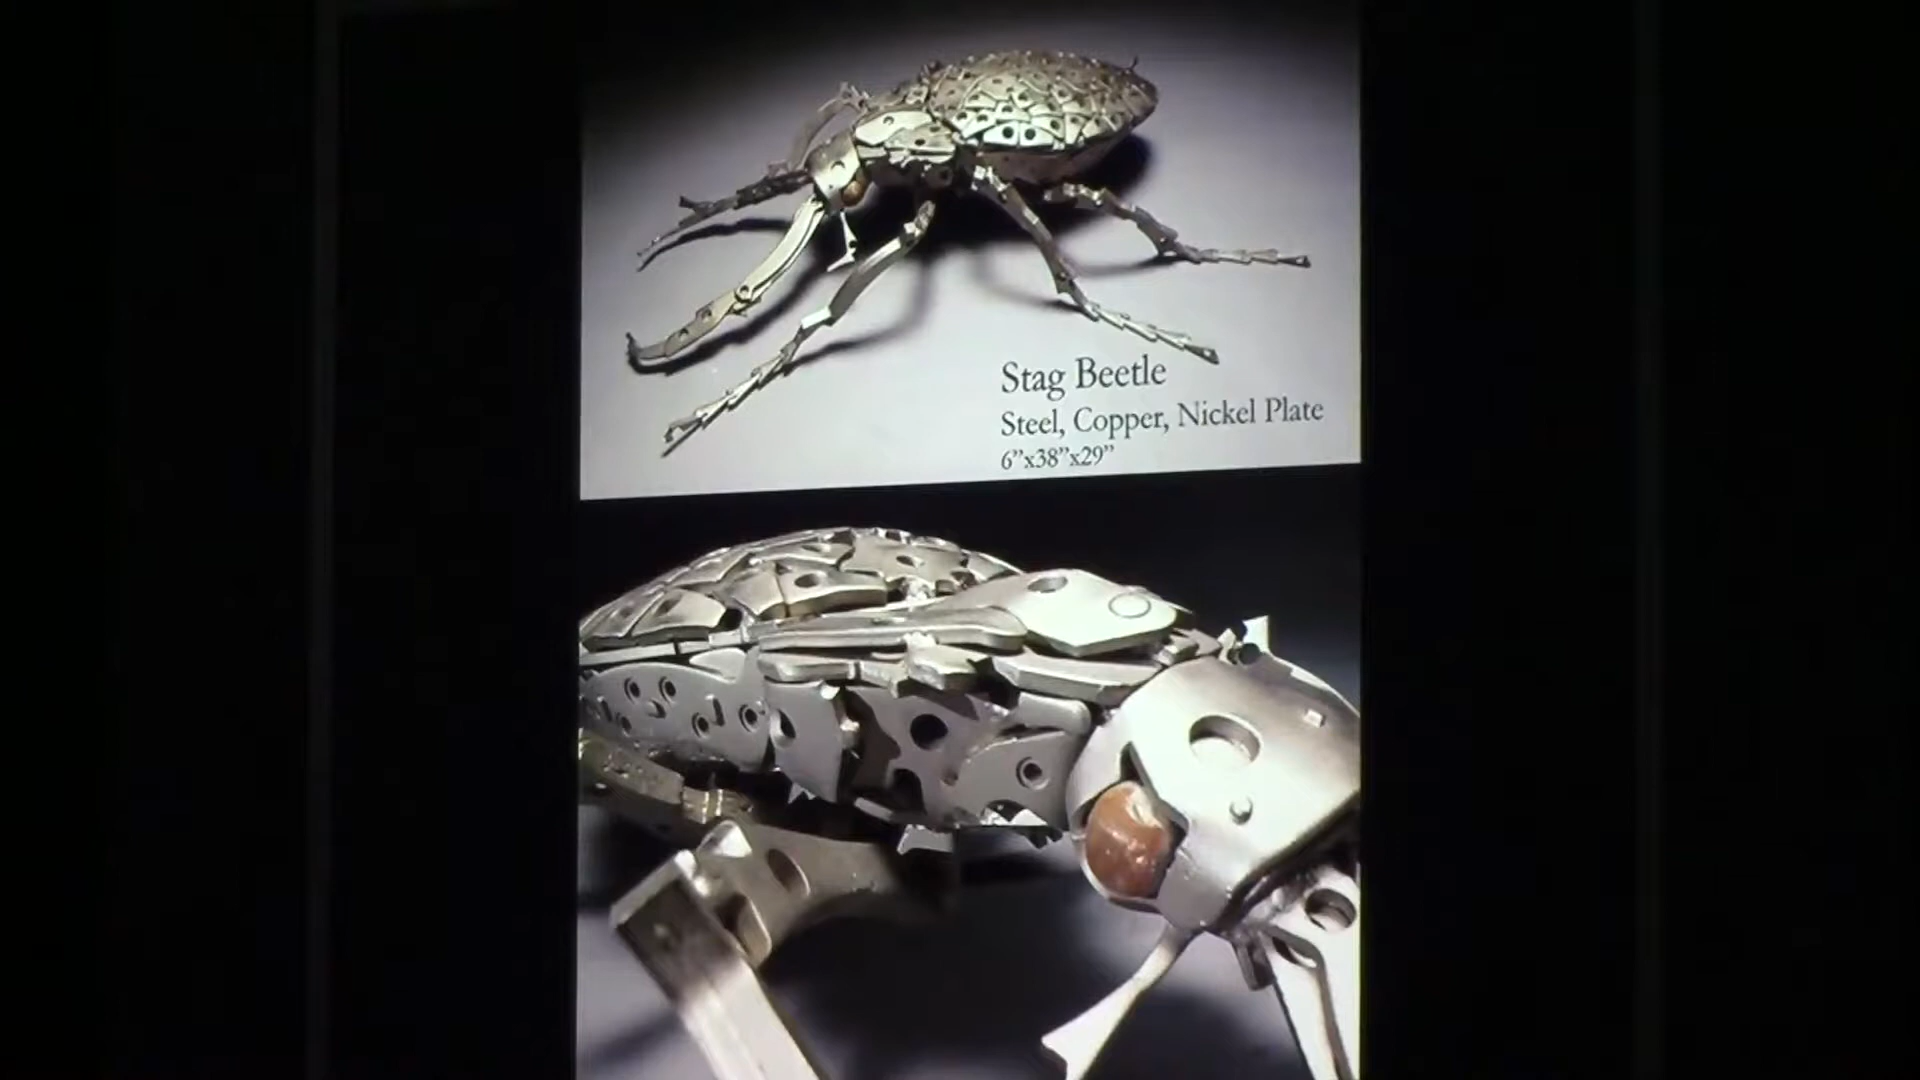 Stag Beetle
Steel, Copper, Nickel Plate
6”x38”x29”